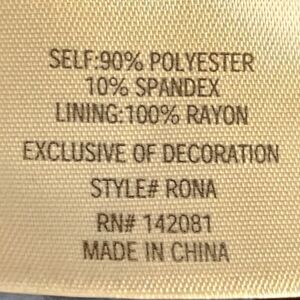 SELF:90% POLYESTER
10% SPANDEX
LINING:100% RAYON
EXCLUSIVE OF DECORATION
STYLE# RONA
RN# 142081
MADE IN CHINA